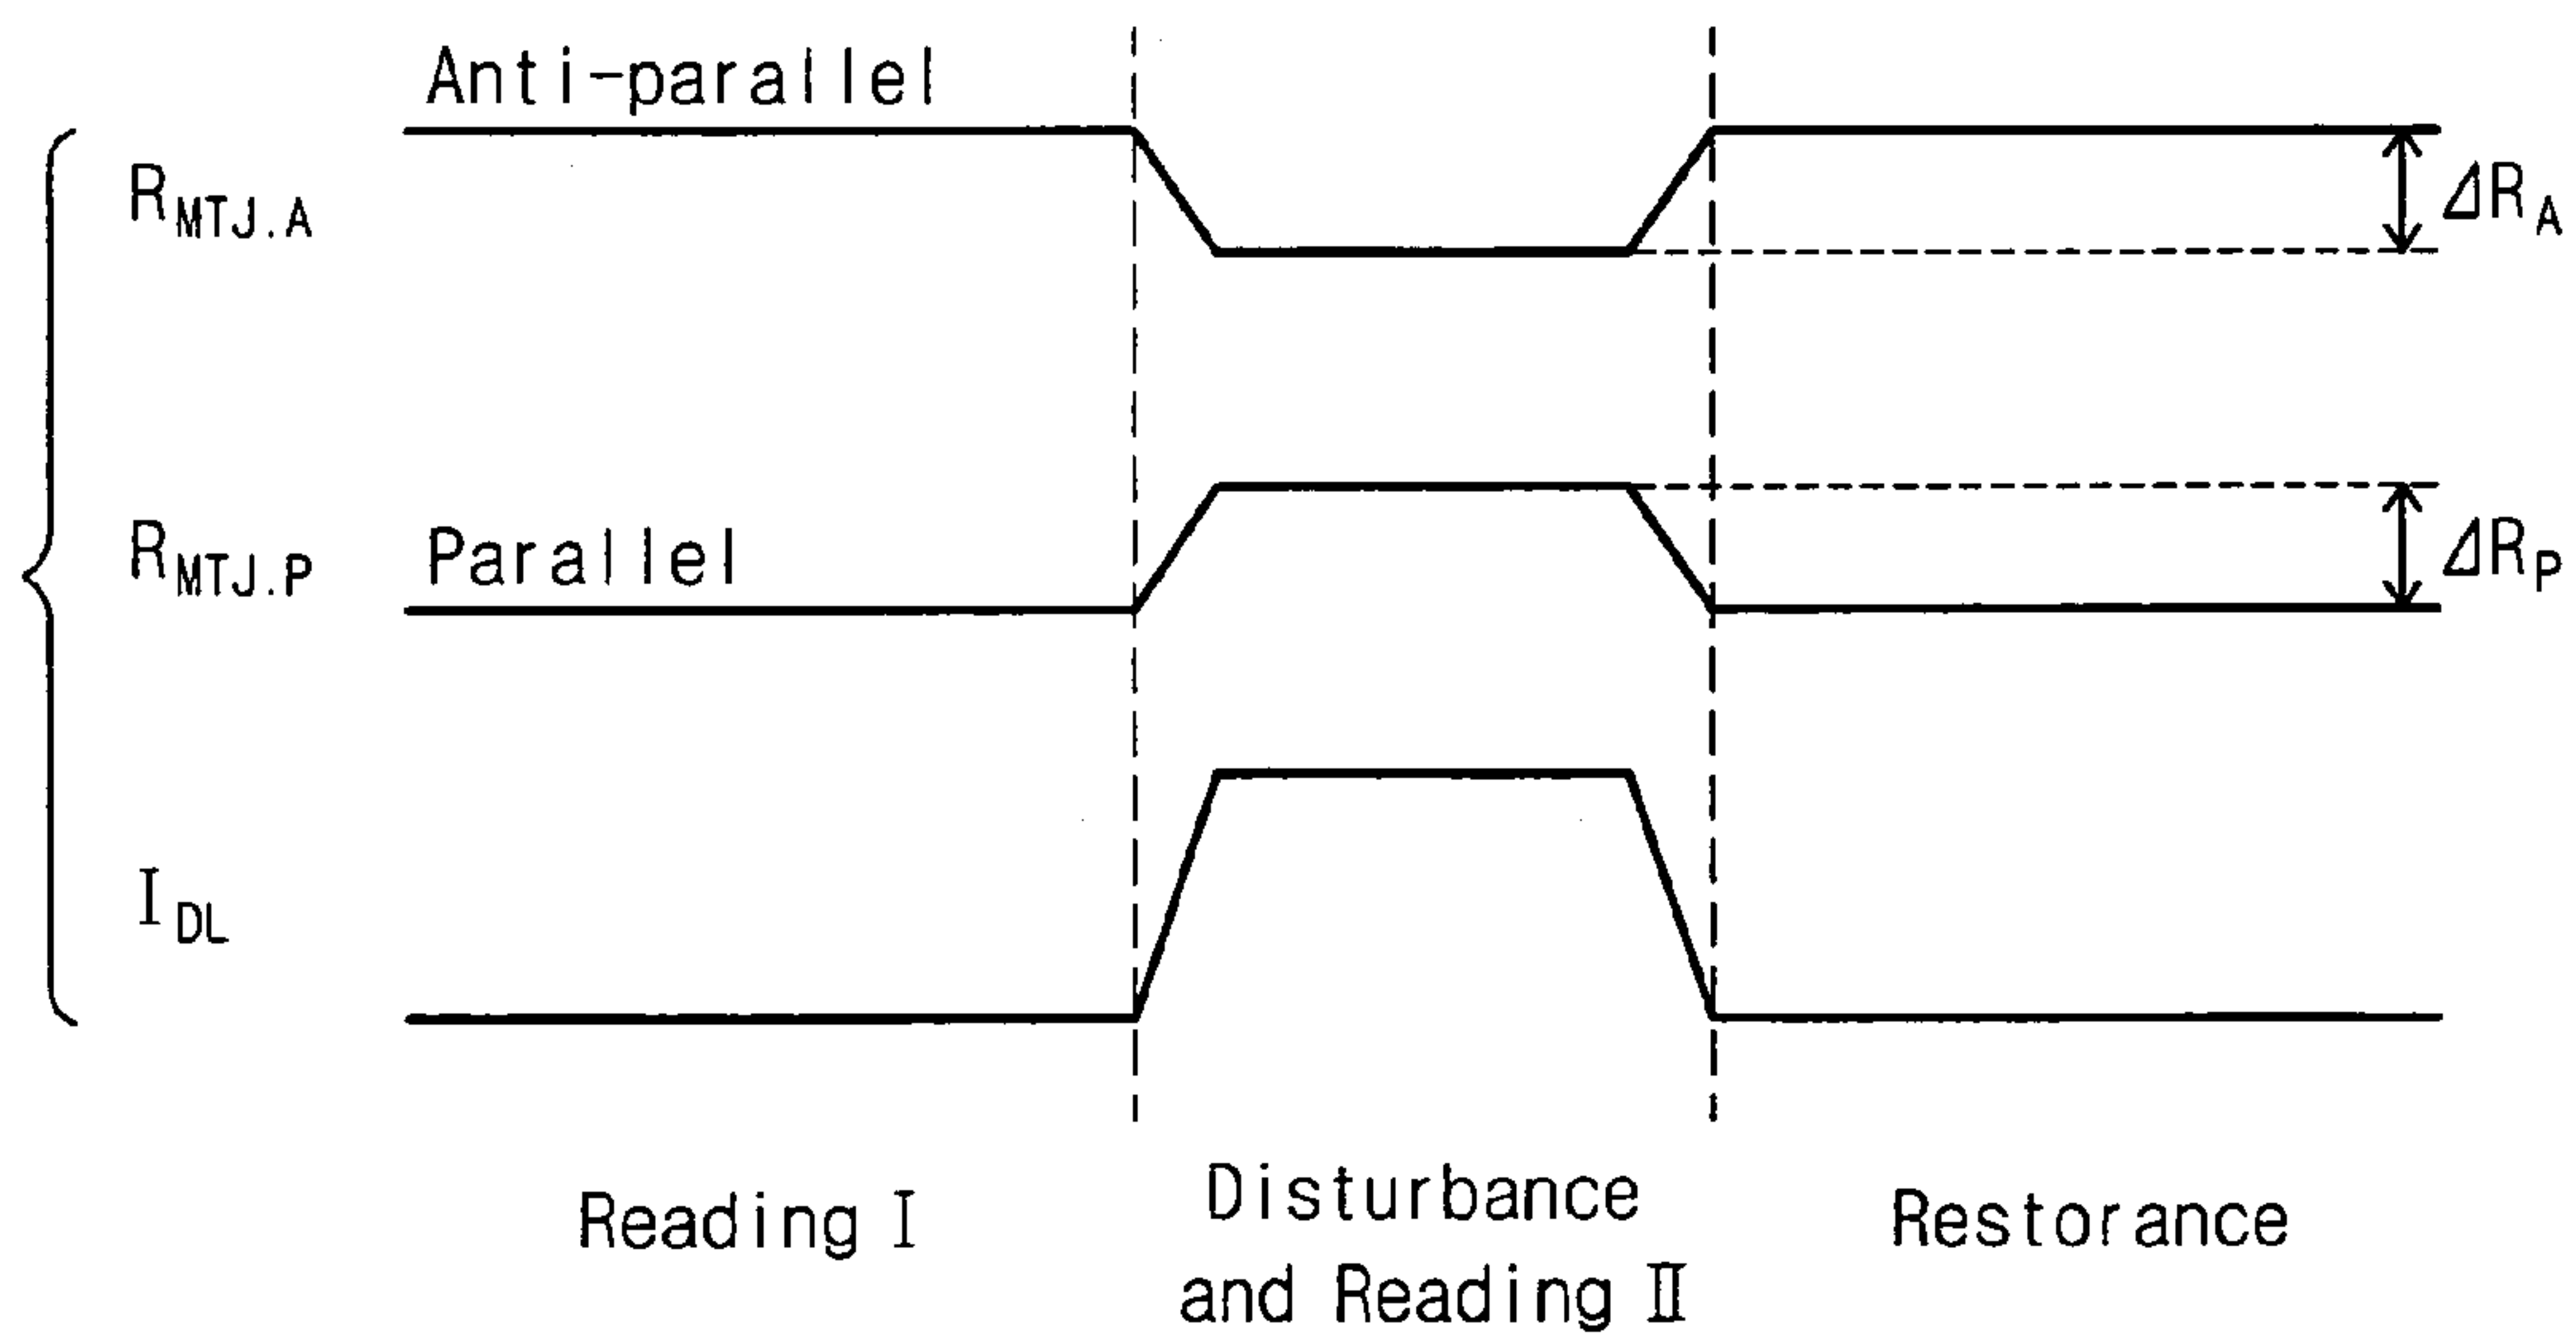 Anti-parallel
R_MTJ.A
ΔR_A
R_MTJ.P
Parallel
ΔR_P
I_DL
Reading Ⅰ
Disturbance
and Reading Ⅱ
Restorance